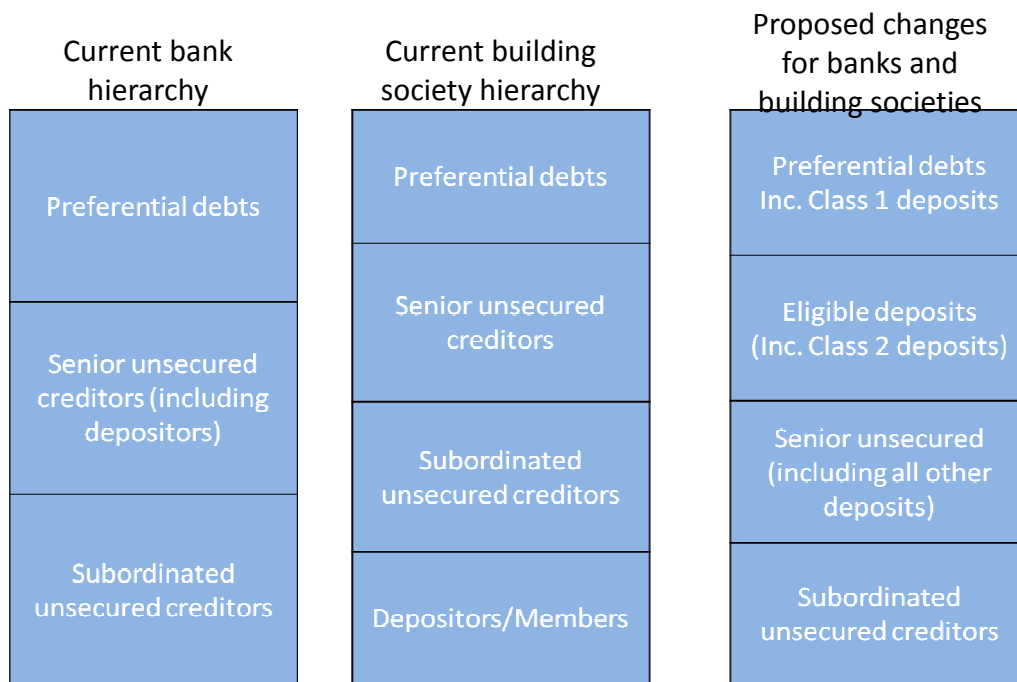 Current bank
hierarchy
Preferential debts
Senior unsecured
creditors (including
depositors)
Subordinated
unsecured creditors
Current building
society hierarchy
Preferential debts
Senior unsecured
creditors
Subordinated
unsecured creditors
Depositors/Members
Proposed changes
for banks and
building societies
Preferential debts
Inc. Class 1 deposits
Eligible deposits
(Inc. Class 2 deposits)
Senior unsecured
(including all other
deposits)
Subordinated
unsecured creditors